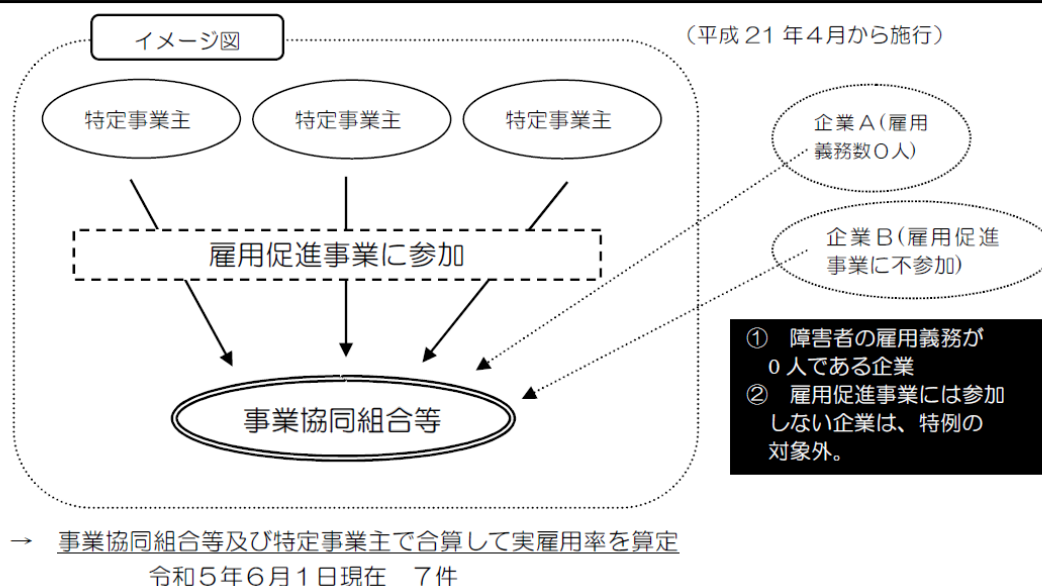 イメージ図
(平成21年4月から施行)
特定事業主
特定事業主
特定事業主
企業A(雇用
義務数0人)
雇用促進事業に参加
企業B(雇用促進
事業に不参加)
事業協同組合等
① 障害者の雇用義務が
0人である企業
② 雇用促進事業には参加
しない企業は、特例の
対象外。
→ 事業協同組合等及び特定事業主で合算して実雇用率を算定
令和5年6月1日現在 7件